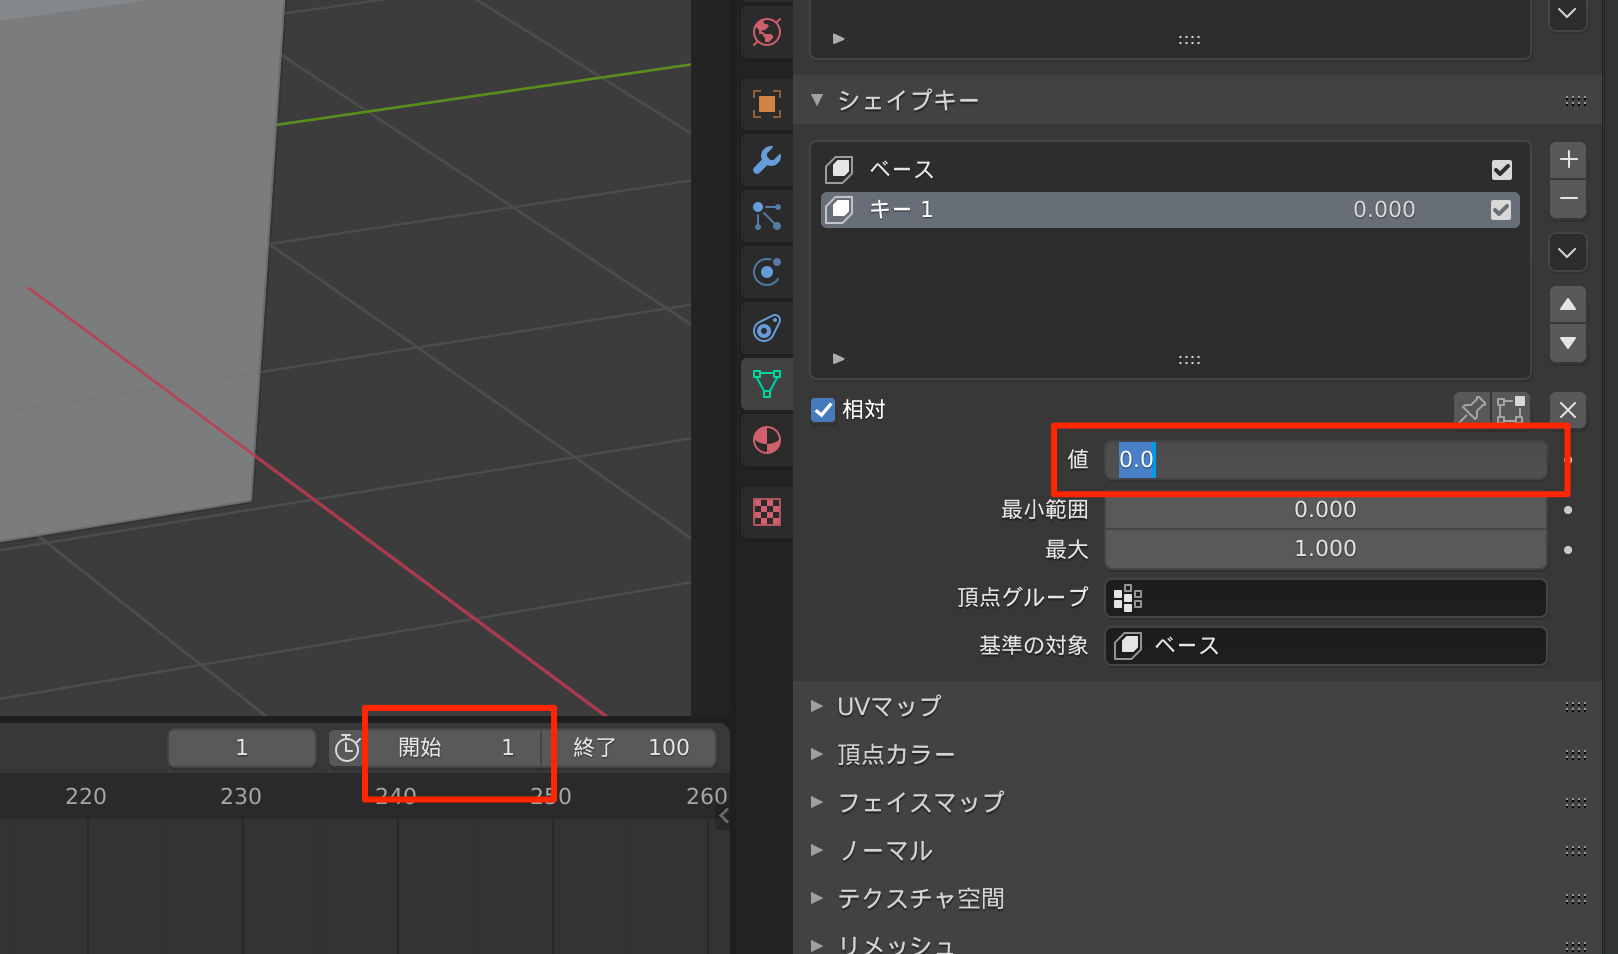 シェイプキー
ベース
キー 1 0.000
相対
値 0.0
最小範囲 0.000
最大 1.000
頂点グループ
基準の対象 ベース
UVマップ
頂点カラー
フェイスマップ
ノーマル
テクスチャ空間
リメッシュ
1 開始 1 終了 100
220 230 240 250 260